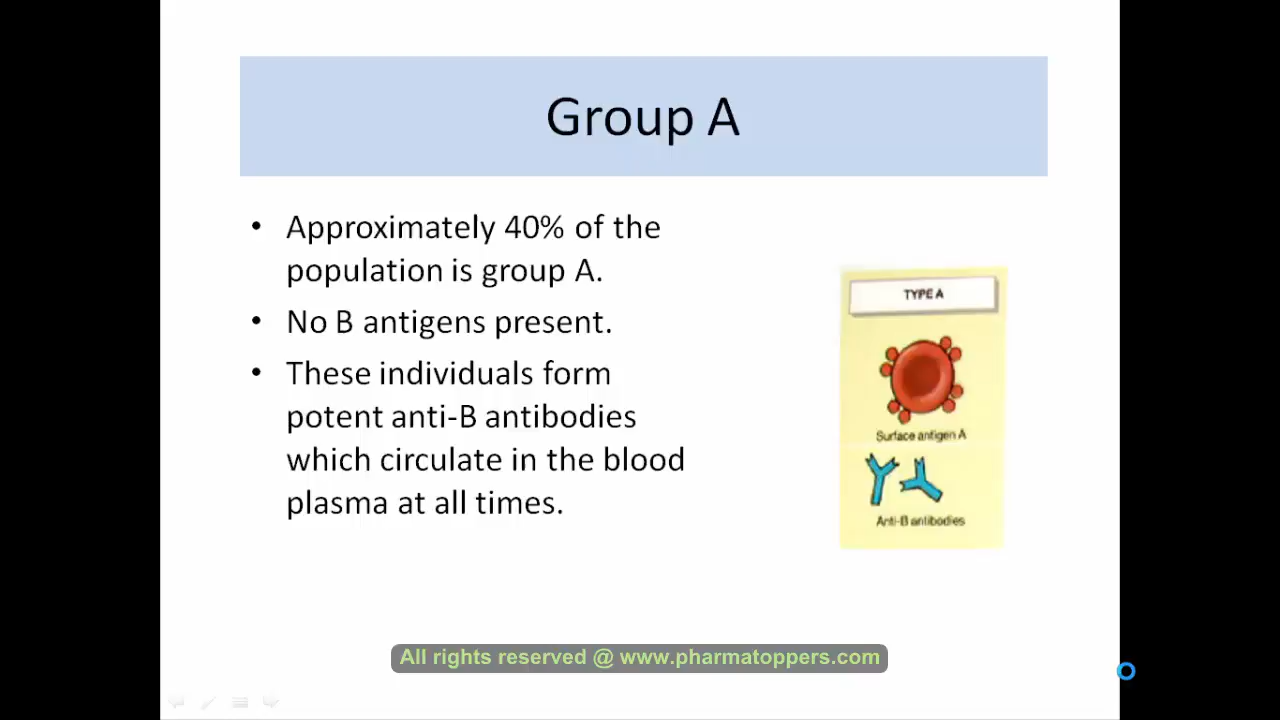 Group A
• Approximately 40% of the
population is group A.
• No B antigens present.
• These individuals form
potent anti-B antibodies
which circulate in the blood
plasma at all times.
TYPE A
Surface antigen A
Anti-B antibodies
All rights reserved @ www.pharmatoppers.com